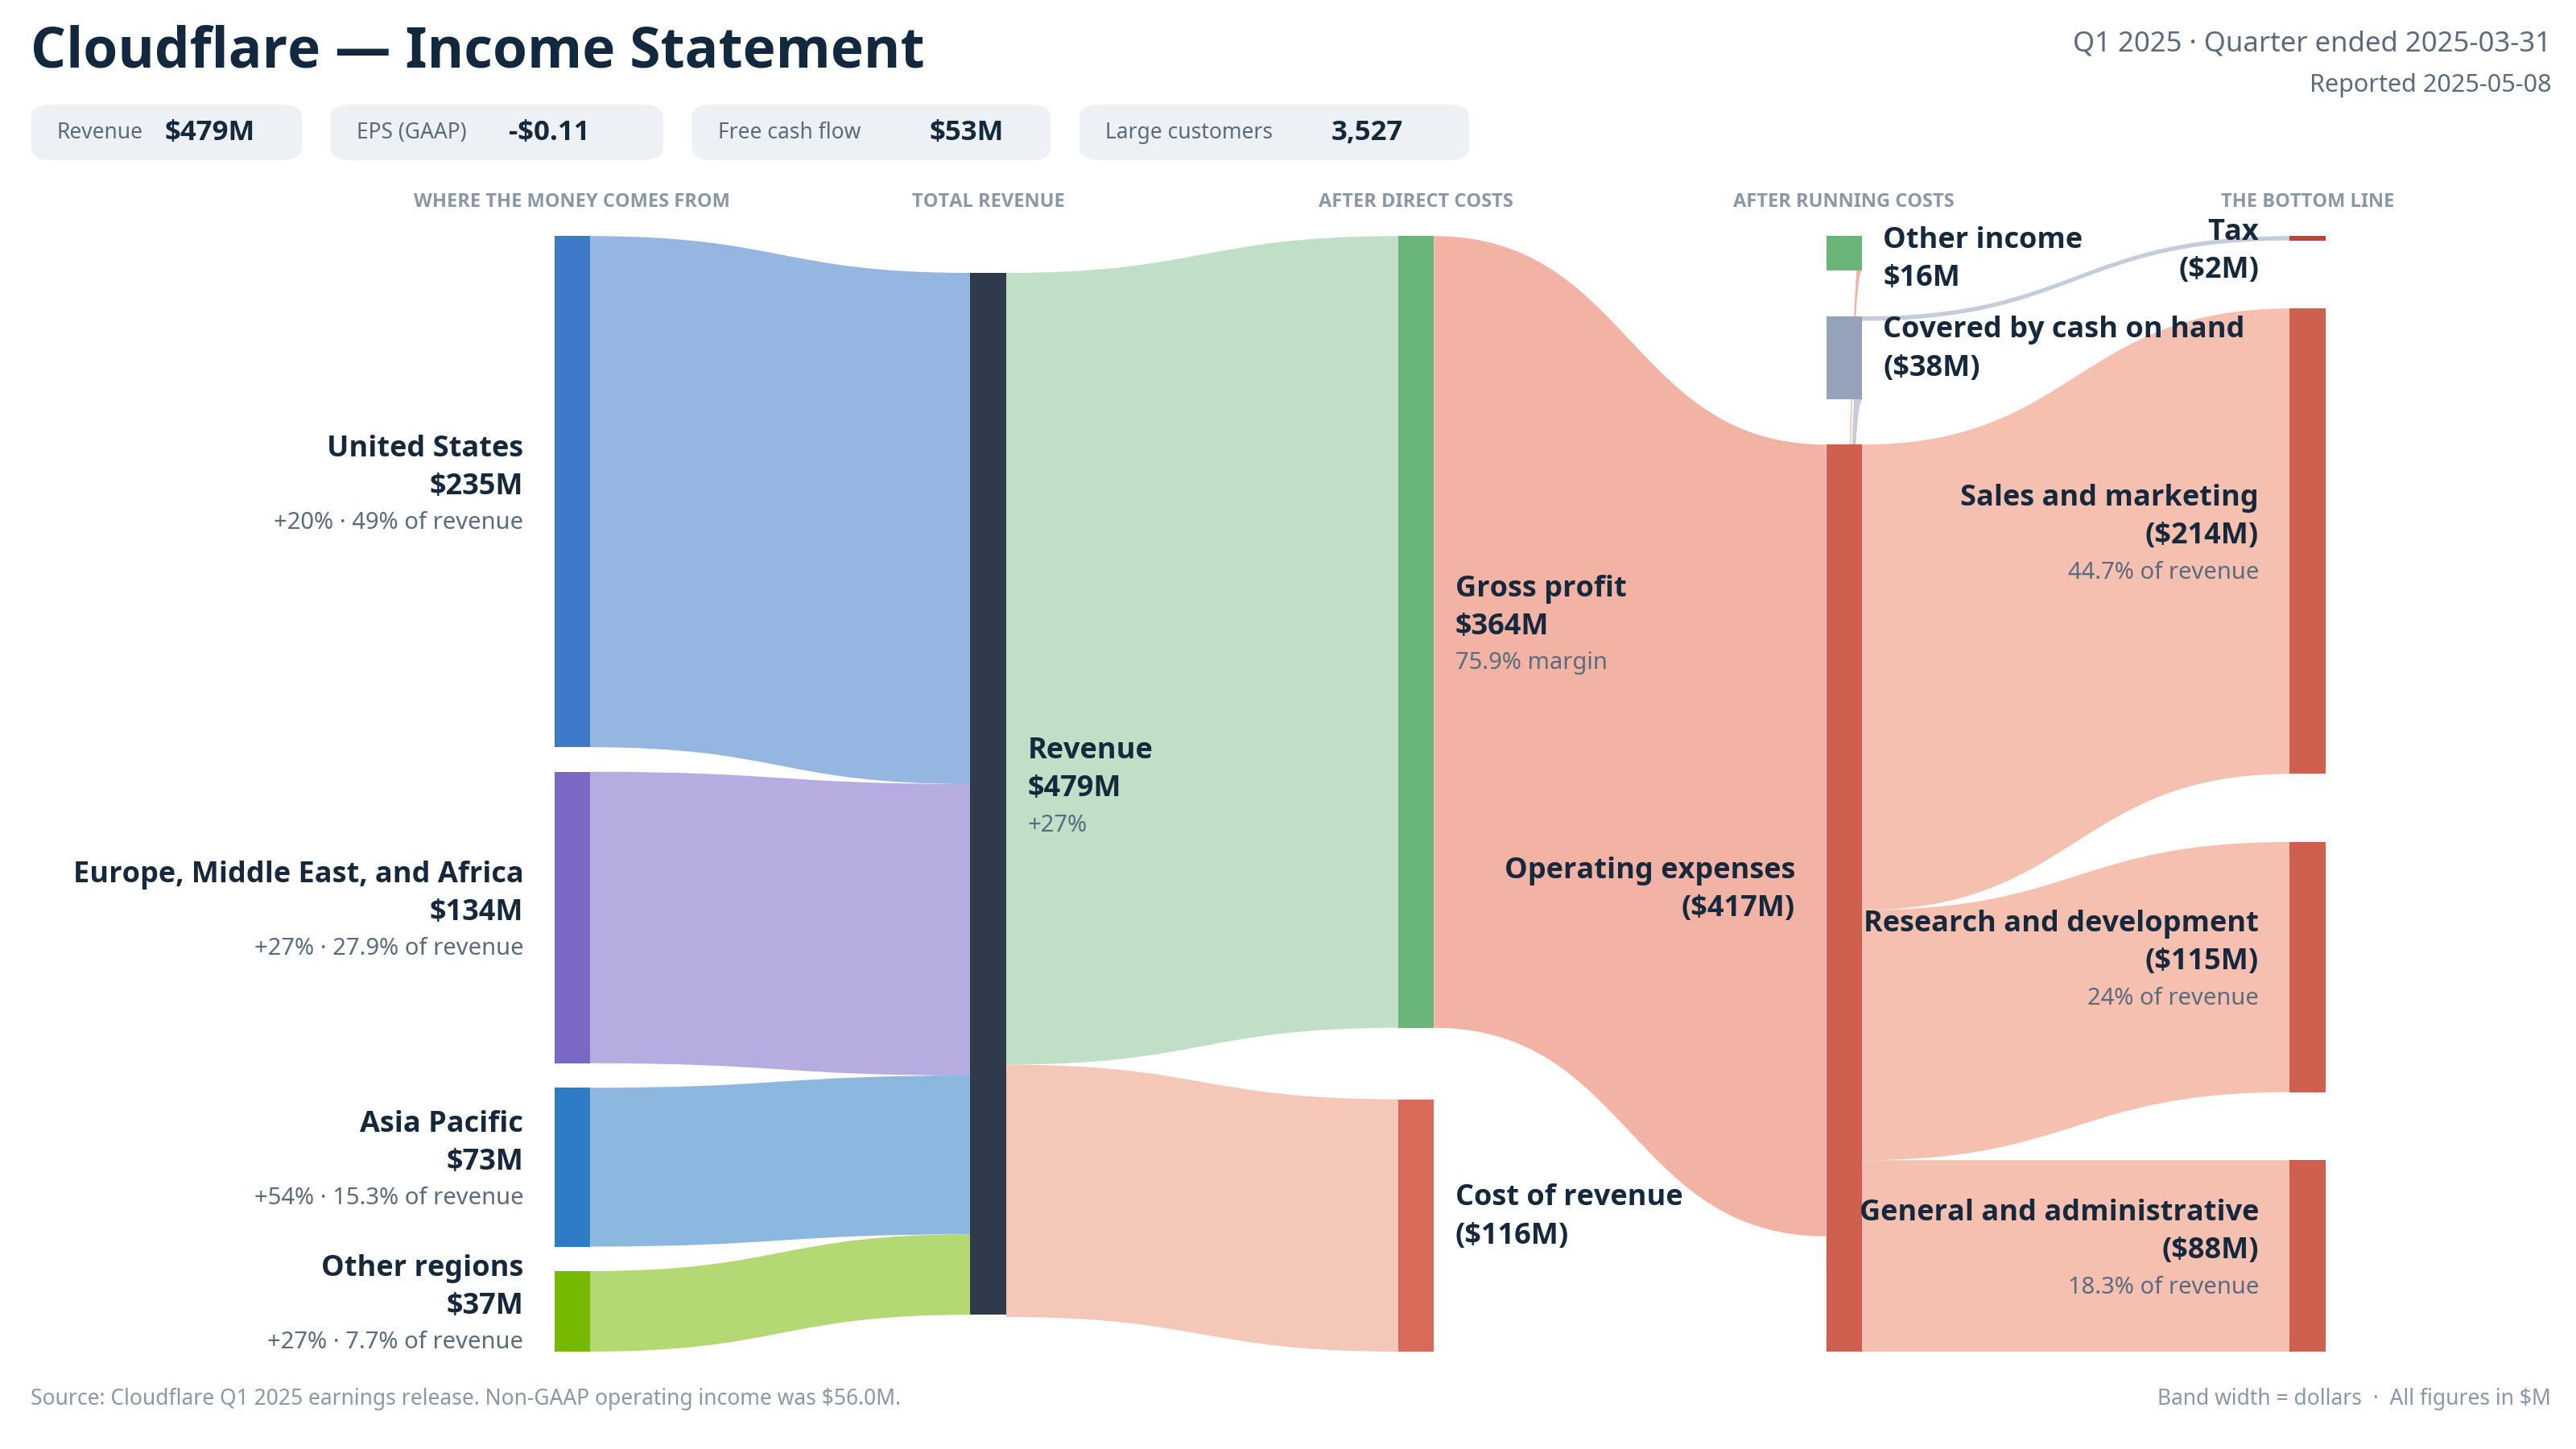 Cloudflare — Income Statement
Q1 2025 · Quarter ended 2025-03-31
Reported 2025-05-08
Revenue $479M
EPS (GAAP) -$0.11
Free cash flow $53M
Large customers 3,527
WHERE THE MONEY COMES FROM
TOTAL REVENUE
AFTER DIRECT COSTS
AFTER RUNNING COSTS
THE BOTTOM LINE
United States
$235M
+20% · 49% of revenue
Europe, Middle East, and Africa
$134M
+27% · 27.9% of revenue
Asia Pacific
$73M
+54% · 15.3% of revenue
Other regions
$37M
+27% · 7.7% of revenue
Revenue
$479M
+27%
Gross profit
$364M
75.9% margin
Cost of revenue
($116M)
Operating expenses
($417M)
Other income
$16M
Covered by cash on hand
($38M)
Tax
($2M)
Sales and marketing
($214M)
44.7% of revenue
Research and development
($115M)
24% of revenue
General and administrative
($88M)
18.3% of revenue
Source: Cloudflare Q1 2025 earnings release. Non-GAAP operating income was $56.0M.
Band width = dollars · All figures in $M